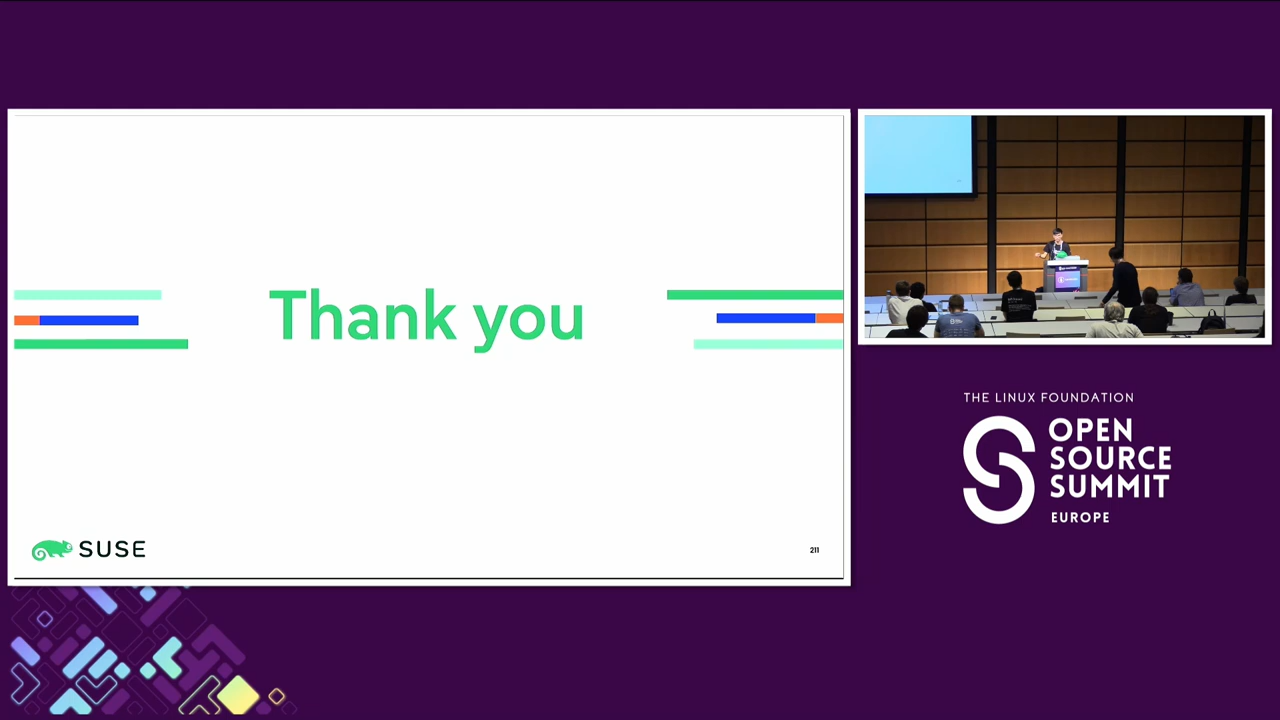 Thank you
SUSE
211
THE LINUX FOUNDATION
OPEN
SOURCE
SUMMIT
EUROPE